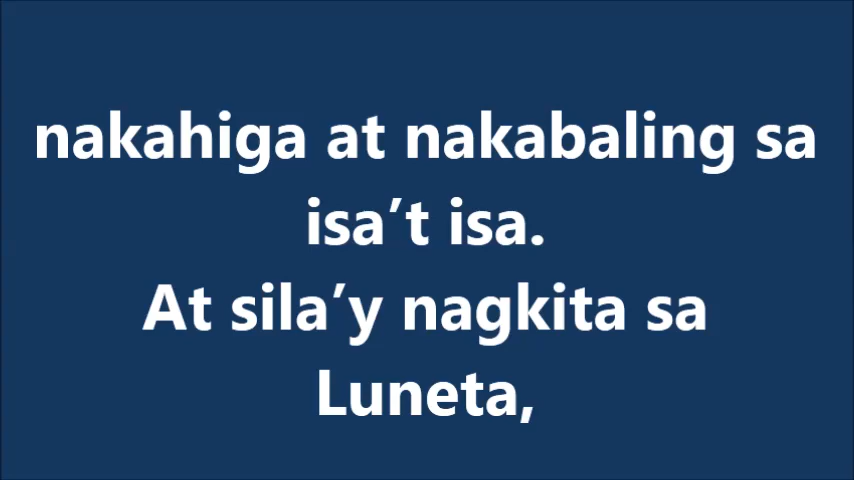 nakahiga at nakabaling sa
isa’t isa.
At sila’y nagkita sa
Luneta,